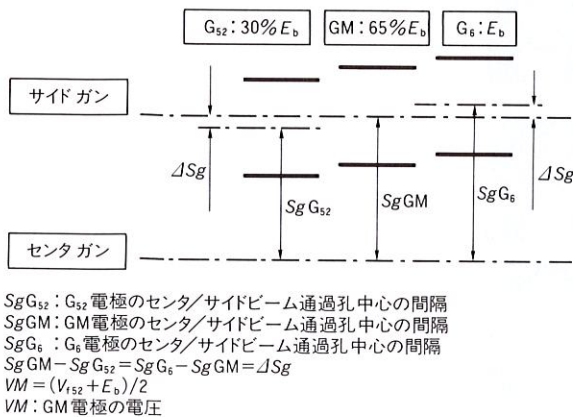 G₅₂：30%E_b　GM：65%E_b　G₆：E_b
サイド ガン
ΔSg　SgG₅₂　SgGM　SgG₆　ΔSg
センタ ガン
SgG₅₂：G₅₂電極のセンタ/サイドビーム通過孔中心の間隔
SgGM：GM電極のセンタ/サイドビーム通過孔中心の間隔
SgG₆：G₆電極のセンタ/サイドビーム通過孔中心の間隔
SgGM−SgG₅₂=SgG₆−SgGM=ΔSg
VM=(V_f52+E_b)/2
VM：GM電極の電圧